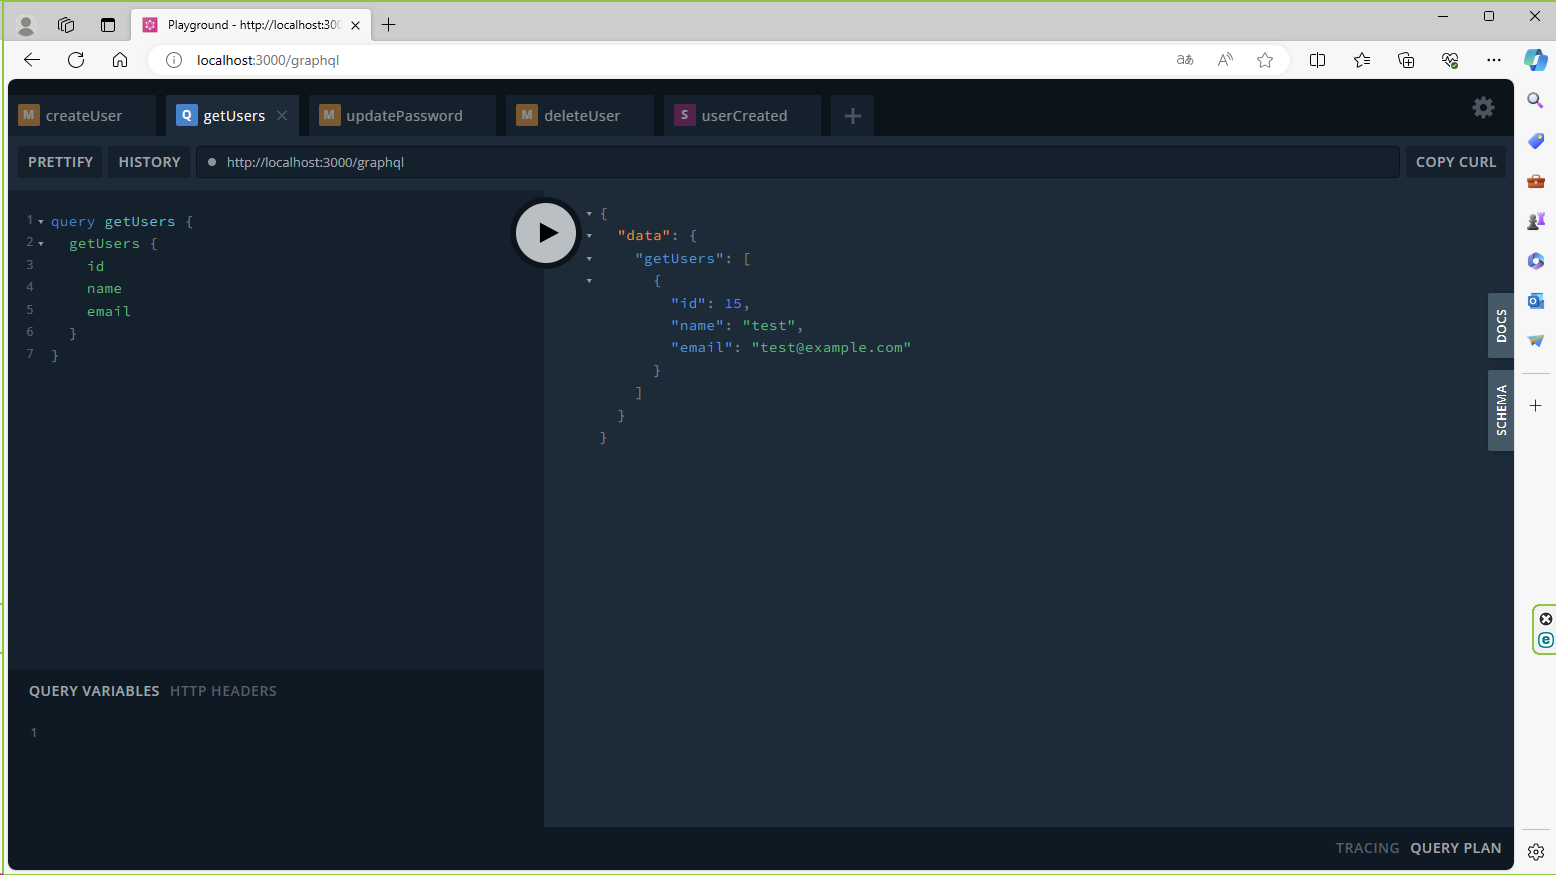 Playground - http://localhost:300
localhost:3000/graphql
aあ
M createUser
Q getUsers
M updatePassword
M deleteUser
S userCreated
PRETTIFY
HISTORY
http://localhost:3000/graphql
COPY CURL
1 query getUsers {
2 getUsers {
3 id
4 name
5 email
6 }
7 }
{
"data": {
"getUsers": [
{
"id": 15,
"name": "test",
"email": "test@example.com"
}
]
}
}
DOCS
SCHEMA
QUERY VARIABLES HTTP HEADERS
1
TRACING QUERY PLAN